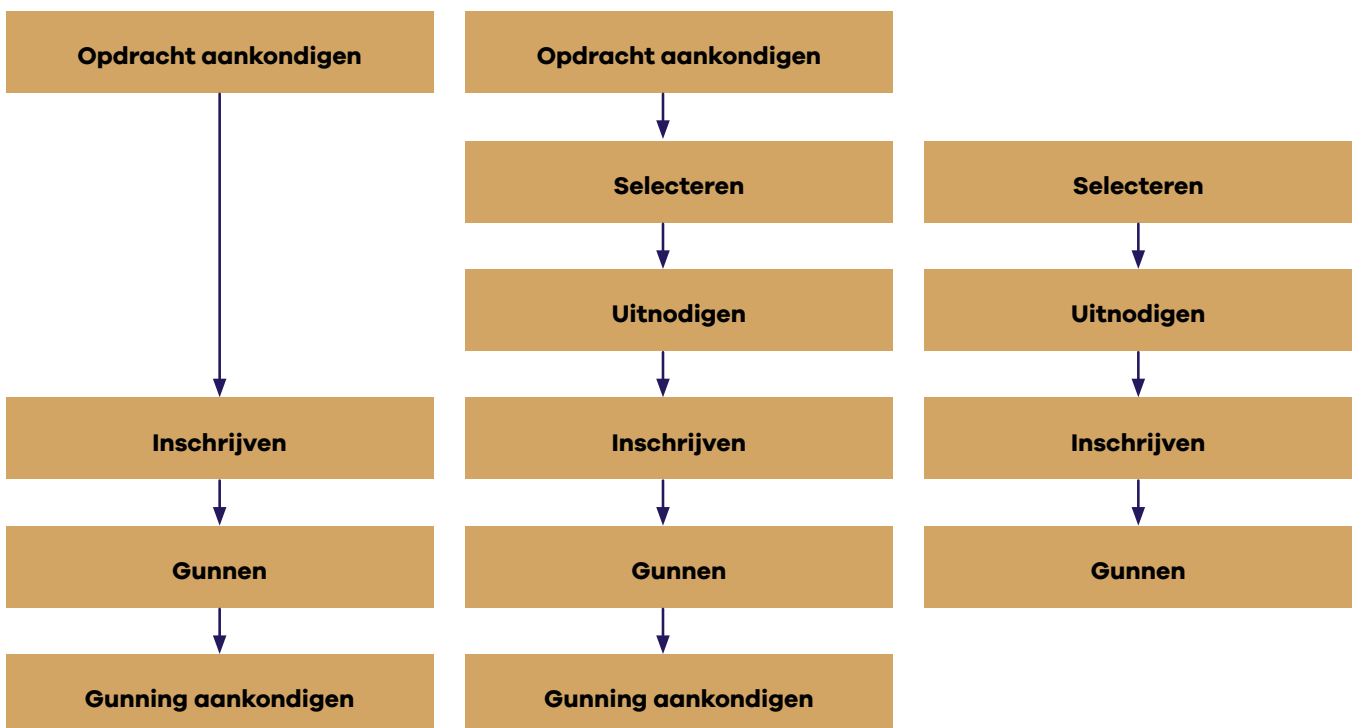 Opdracht aankondigen
Inschrijven
Gunnen
Gunning aankondigen
Opdracht aankondigen
Selecteren
Uitnodigen
Inschrijven
Gunnen
Gunning aankondigen
Selecteren
Uitnodigen
Inschrijven
Gunnen